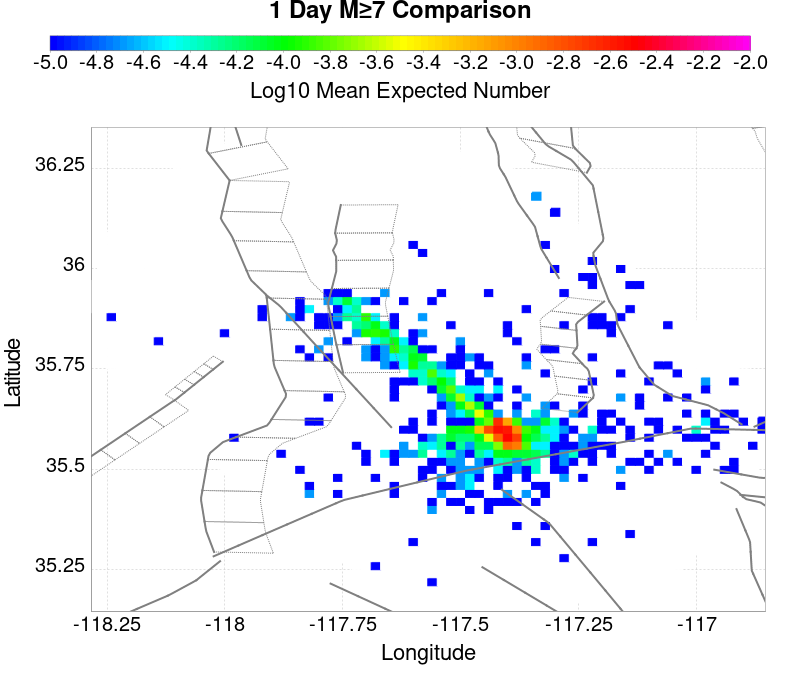 1 Day M≥7 Comparison
-5.0 -4.8 -4.6 -4.4 -4.2 -4.0 -3.8 -3.6 -3.4 -3.2 -3.0 -2.8 -2.6 -2.4 -2.2 -2.0
Log10 Mean Expected Number
36.25
36
35.75
35.5
35.25
Latitude
-118.25 -118 -117.75 -117.5 -117.25 -117
Longitude